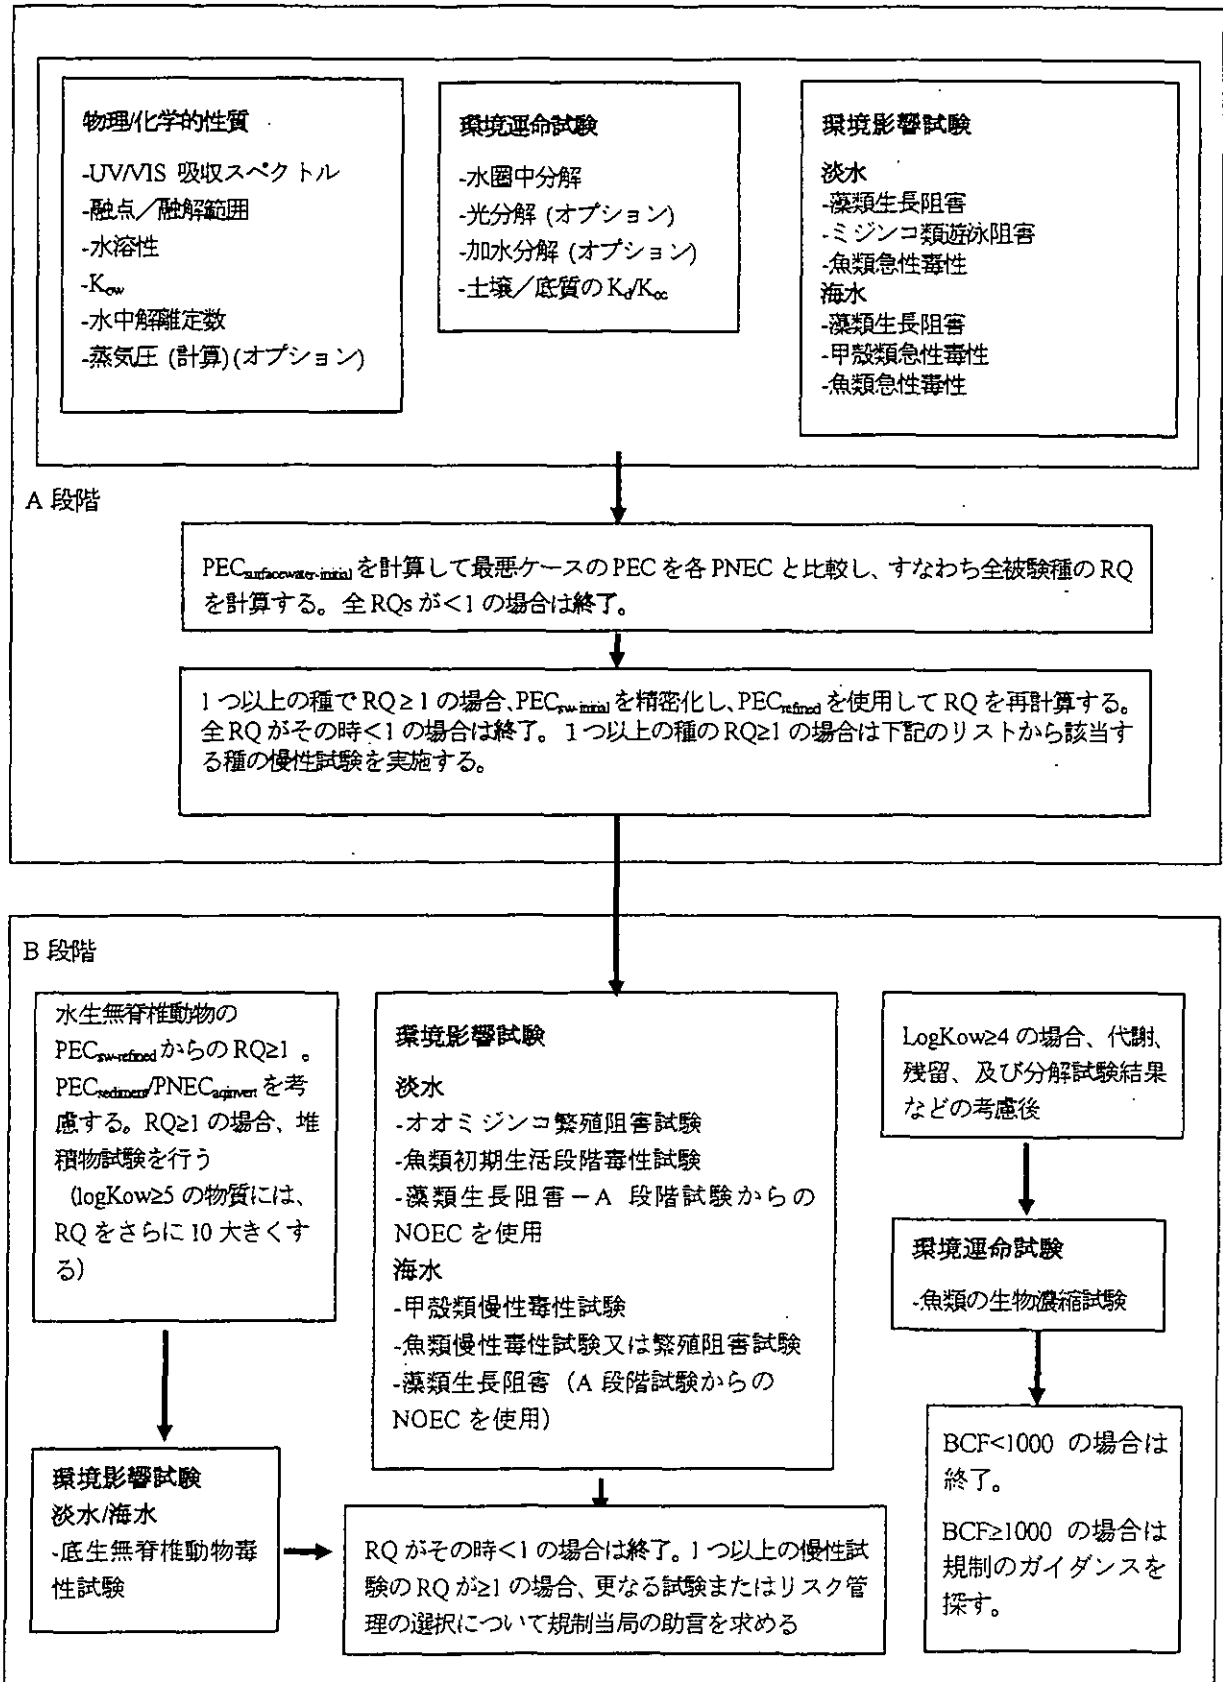 物理/化学的性質
-UV/VIS 吸収スペクトル
-融点／融解範囲
-水溶性
-Kow
-水中解離定数
-蒸気圧 (計算) (オプション)
環境運命試験
-水圏中分解
-光分解 (オプション)
-加水分解 (オプション)
-土壌／底質の Kd/Koc
環境影響試験
淡水
-藻類生長阻害
-ミジンコ類遊泳阻害
-魚類急性毒性
海水
-藻類生長阻害
-甲殻類急性毒性
-魚類急性毒性
A 段階
PECsurfacewater-initial を計算して最悪ケースの PEC を各 PNEC と比較し、すなわち全被験種の RQ
を計算する。全 RQs が<1 の場合は終了。
1 つ以上の種で RQ≥1 の場合、PECsw-initial を精密化し、PECrefined を使用して RQ を再計算する。
全 RQ がその時<1 の場合は終了。1 つ以上の種の RQ≥1 の場合は下記のリストから該当す
る種の慢性試験を実施する。
B 段階
水生無脊椎動物の
PECsw-refined からの RQ≥1 。
PECsediment/PNECaqinvert を考
慮する。RQ≥1 の場合、堆
積物試験を行う
(logKow≥5 の物質には、
RQ をさらに 10 大きくす
る）
環境影響試験
淡水/海水
-底生無脊椎動物毒
性試験
環境影響試験
淡水
-オオミジンコ繁殖阻害試験
-魚類初期生活段階毒性試験
-藻類生長阻害－A 段階試験からの
NOEC を使用
海水
-甲殻類慢性毒性試験
-魚類慢性毒性試験又は繁殖阻害試験
-藻類生長阻害（A 段階試験からの
NOEC を使用）
RQ がその時<1 の場合は終了。1 つ以上の慢性試
験の RQ が≥1 の場合、更なる試験またはリスク管
理の選択について規制当局の助言を求める
LogKow≥4 の場合、代謝、
残留、及び分解試験結果
などの考慮後
環境運命試験
-魚類の生物濃縮試験
BCF<1000 の場合は
終了。
BCF≥1000 の場合は
規制のガイダンスを
探す。